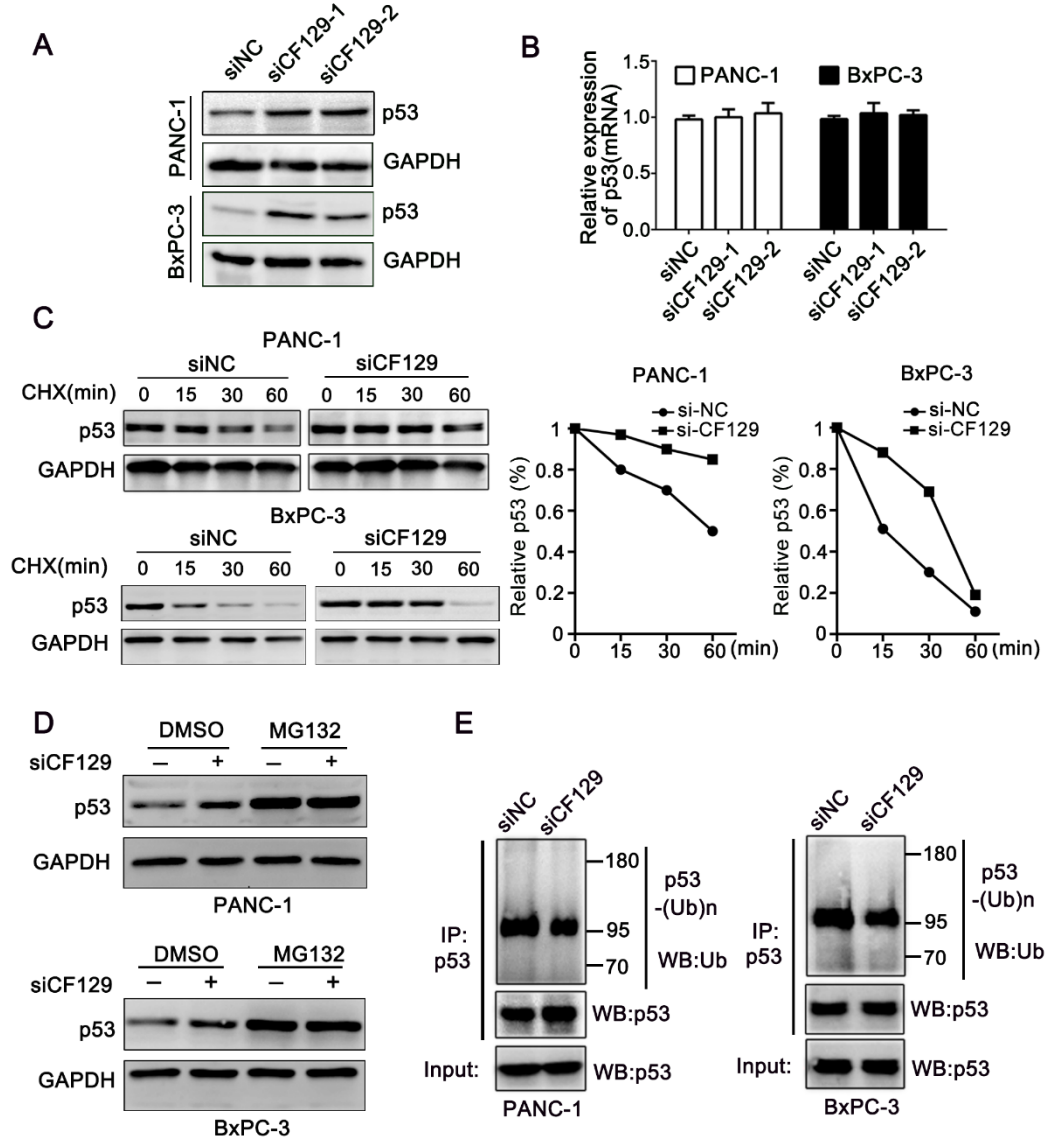 A
siNC siCF129-1 siCF129-2
PANC-1
p53
GAPDH
BxPC-3
p53
GAPDH
B
Relative expression
of p53(mRNA)
1.5
1.0
0.5
0.0
PANC-1 BxPC-3
siNC siCF129-1 siCF129-2 siNC siCF129-1 siCF129-2
C
PANC-1
siNC siCF129
CHX(min) 0 15 30 60 0 15 30 60
p53
GAPDH
BxPC-3
siNC siCF129
CHX(min) 0 15 30 60 0 15 30 60
p53
GAPDH
PANC-1
si-NC
si-CF129
Relative p53 (%)
1
0.8
0.6
0.4
0.2
0
0 15 30 60 (min)
BxPC-3
si-NC
si-CF129
Relative p53 (%)
1
0.8
0.6
0.4
0.2
0
0 15 30 60 (min)
D
DMSO MG132
siCF129 – + – +
p53
GAPDH
PANC-1
DMSO MG132
siCF129 – + – +
p53
GAPDH
BxPC-3
E
siNC siCF129
180
95
70
p53
-(Ub)n
WB:Ub
IP:
p53
WB:p53
Input: WB:p53
PANC-1
siNC siCF129
180
95
70
p53
-(Ub)n
WB:Ub
IP:
p53
WB:p53
Input: WB:p53
BxPC-3